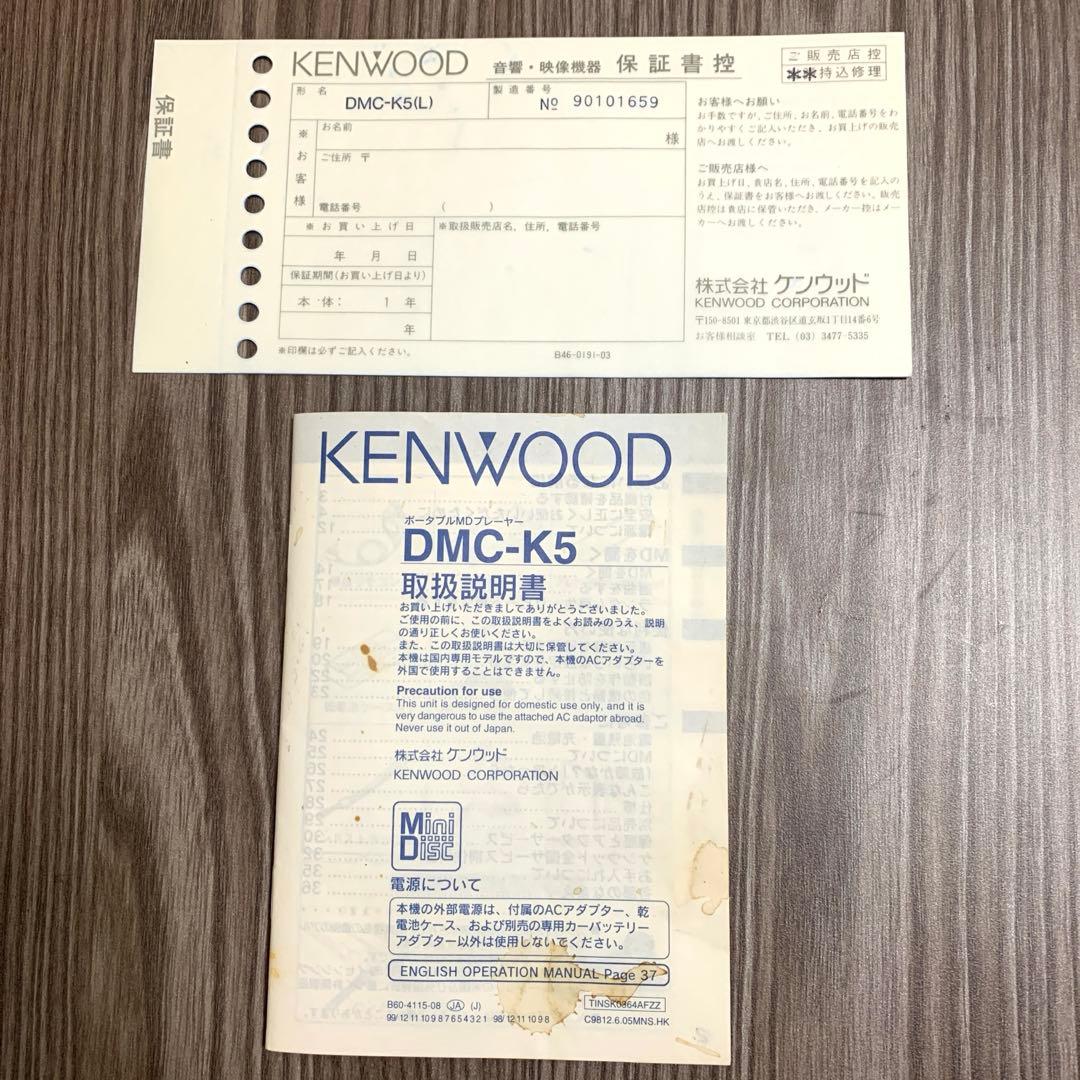 保証書
KENWOOD 音響・映像機器 保証書控
ご販売店控
✱✱持込修理
形名 DMC-K5(L)
製造番号 № 90101659
※お客様
お名前 様
ご住所 〒
電話番号 ( )
※お買い上げ日
年 月 日
保証期間(お買い上げ日より)
本体: 1年
年
※取扱販売店名, 住所, 電話番号
※印欄は必ずご記入ください。
B46-0191-03
お客様へお願い
お手数ですが、ご住所、お名前、電話番号をわ
かりやすくご記入いただき、お買上げの販売
店へお渡しください。
ご販売店様へ
お買上げ日、貴店名、住所、電話番号を記入の
うえ、保証書をお客様へお渡しください。販売
店控は貴店に保管いただき、メーカー控はメー
カーへお渡しください。
株式会社 ケンウッド
KENWOOD CORPORATION
〒150-8501 東京都渋谷区道玄坂1丁目14番6号
お客様相談室 TEL (03) 3477-5335
KENWOOD
ポータブルMDプレーヤー
DMC-K5
取扱説明書
お買い上げいただきましてありがとうございました。
ご使用の前に、この取扱説明書をよくお読みのうえ、説明
の通り正しくお使いください。
また、この取扱説明書は大切に保管してください。
本機は国内専用モデルですので、本機のACアダプターを
外国で使用することはできません。
Precaution for use
This unit is designed for domestic use only, and it is
very dangerous to use the attached AC adaptor abroad.
Never use it out of Japan.
株式会社 ケンウッド
KENWOOD CORPORATION
Mini
Disc
電源について
本機の外部電源は、付属のACアダプター、乾
電池ケース、および別売の専用カーバッテリー
アダプター以外は使用しないでください。
ENGLISH OPERATION MANUAL Page 37
B60-4115-08 JA (J)
99/12 11 10 9 8 7 6 5 4 3 2 1 98/12 11 10 9 8
TINSK0364AFZZ
C9812.6.05MNS.HK